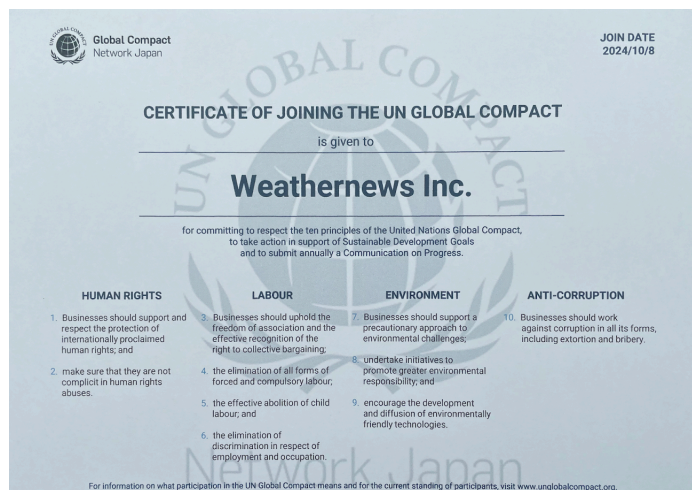 UN GLOBAL COMPACT
Global Compact
Network Japan
JOIN DATE
2024/10/8
UN GLOBAL COMPACT
CERTIFICATE OF JOINING THE UN GLOBAL COMPACT
is given to
Weathernews Inc.
for committing to respect the ten principles of the United Nations Global Compact,
to take action in support of Sustainable Development Goals
and to submit annually a Communication on Progress.
HUMAN RIGHTS
1. Businesses should support and
respect the protection of
internationally proclaimed
human rights; and
2. make sure that they are not
complicit in human rights
abuses.
LABOUR
3. Businesses should uphold the
freedom of association and the
effective recognition of the
right to collective bargaining;
4. the elimination of all forms of
forced and compulsory labour;
5. the effective abolition of child
labour; and
6. the elimination of
discrimination in respect of
employment and occupation.
ENVIRONMENT
7. Businesses should support a
precautionary approach to
environmental challenges;
8. undertake initiatives to
promote greater environmental
responsibility; and
9. encourage the development
and diffusion of environmentally
friendly technologies.
ANTI-CORRUPTION
10. Businesses should work
against corruption in all its forms,
including extortion and bribery.
Network Japan
For information on what participation in the UN Global Compact means and for the current standing of participants, visit www.unglobalcompact.org.